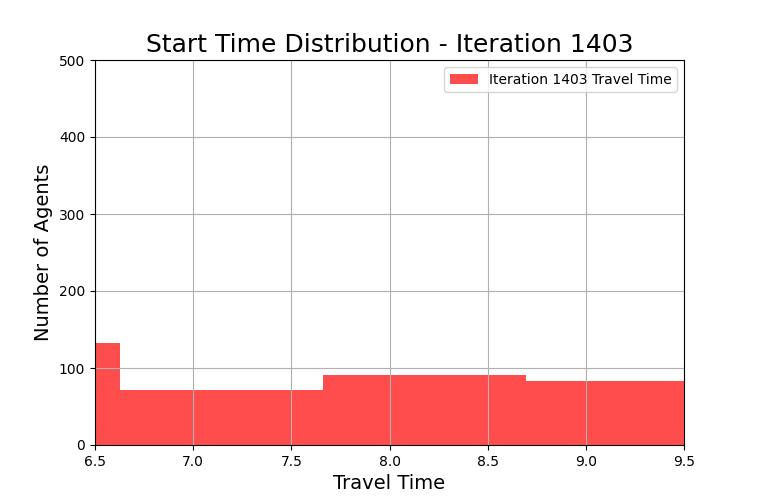 Start Time Distribution - Iteration 1403
Iteration 1403 Travel Time
Number of Agents
500
400
300
200
100
0
6.5 7.0 7.5 8.0 8.5 9.0 9.5
Travel Time